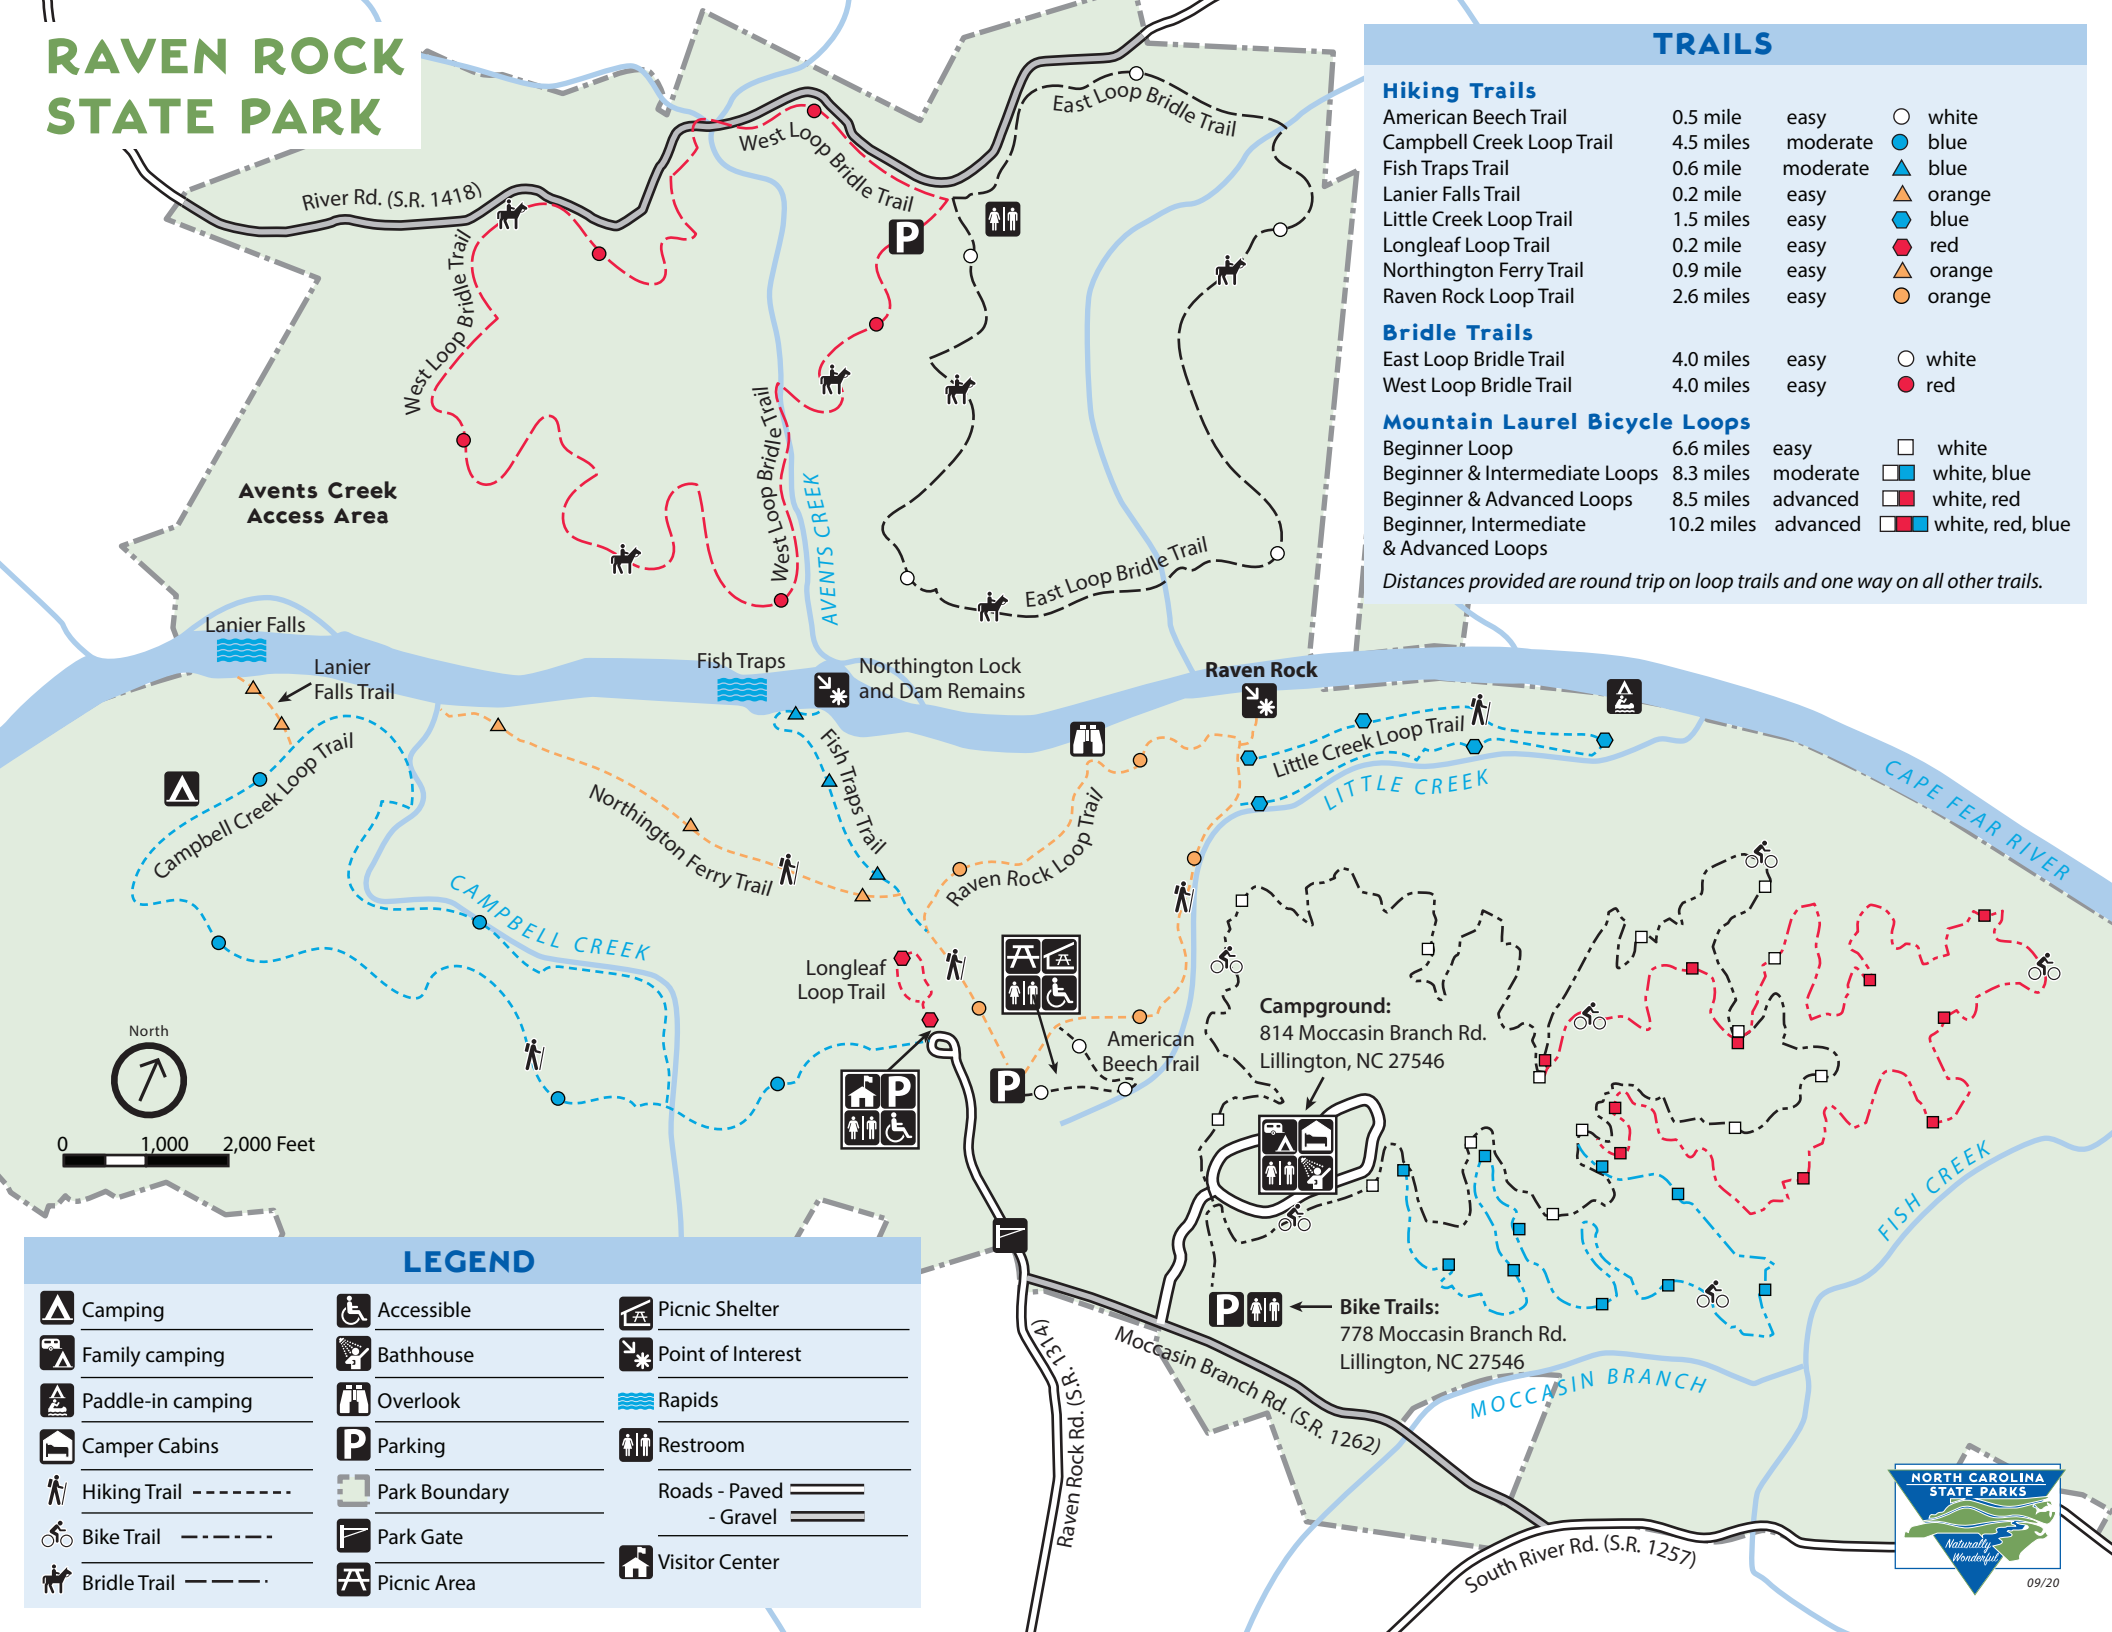 RAVEN ROCK
STATE PARK
TRAILS
Hiking Trails
American Beech Trail 0.5 mile easy white
Campbell Creek Loop Trail 4.5 miles moderate blue
Fish Traps Trail 0.6 mile moderate blue
Lanier Falls Trail 0.2 mile easy orange
Little Creek Loop Trail 1.5 miles easy blue
Longleaf Loop Trail 0.2 mile easy red
Northington Ferry Trail 0.9 mile easy orange
Raven Rock Loop Trail 2.6 miles easy orange
Bridle Trails
East Loop Bridle Trail 4.0 miles easy white
West Loop Bridle Trail 4.0 miles easy red
Mountain Laurel Bicycle Loops
Beginner Loop 6.6 miles easy white
Beginner & Intermediate Loops 8.3 miles moderate white, blue
Beginner & Advanced Loops 8.5 miles advanced white, red
Beginner, Intermediate 10.2 miles advanced white, red, blue
& Advanced Loops
Distances provided are round trip on loop trails and one way on all other trails.
River Rd. (S.R. 1418)
West Loop Bridle Trail
East Loop Bridle Trail
P
West Loop Bridle Trail
West Loop Bridle Trail
AVENTS CREEK
East Loop Bridle Trail
Avents Creek
Access Area
Lanier Falls
Lanier
Falls Trail
Fish Traps
Northington Lock
and Dam Remains
Raven Rock
Little Creek Loop Trail
LITTLE CREEK
CAPE FEAR RIVER
Campbell Creek Loop Trail
Northington Ferry Trail
Fish Traps Trail
Raven Rock Loop Trail
CAMPBELL CREEK
Longleaf
Loop Trail
American
Beech Trail
P
P
Campground:
814 Moccasin Branch Rd.
Lillington, NC 27546
North
0 1,000 2,000 Feet
FISH CREEK
P
Bike Trails:
778 Moccasin Branch Rd.
Lillington, NC 27546
MOCCASIN BRANCH
Moccasin Branch Rd. (S.R. 1262)
Raven Rock Rd. (S.R. 1314)
South River Rd. (S.R. 1257)
LEGEND
Camping
Family camping
Paddle-in camping
Camper Cabins
Hiking Trail
Bike Trail
Bridle Trail
Accessible
Bathhouse
Overlook
P Parking
Park Boundary
Park Gate
Picnic Area
Picnic Shelter
Point of Interest
Rapids
Restroom
Roads - Paved
- Gravel
Visitor Center
NORTH CAROLINA
STATE PARKS
Naturally
Wonderful
09/20